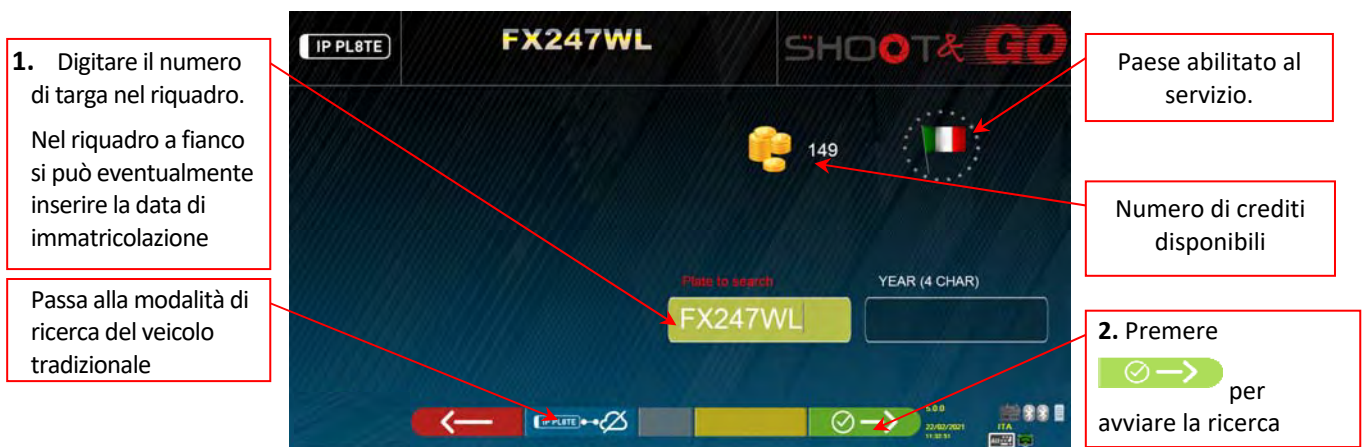 1. Digitare il numero
di targa nel riquadro.
Nel riquadro a fianco
si può eventualmente
inserire la data di
immatricolazione
Passa alla modalità di
ricerca del veicolo
tradizionale
IP PL8TE
FX247WL
SHOOT& GO
149
Plate to search
YEAR (4 CHAR)
FX247WL
IP PL8TE
5.0.0
22/02/2021
11:32:51
ITA
Paese abilitato al
servizio.
Numero di crediti
disponibili
2. Premere
per
avviare la ricerca